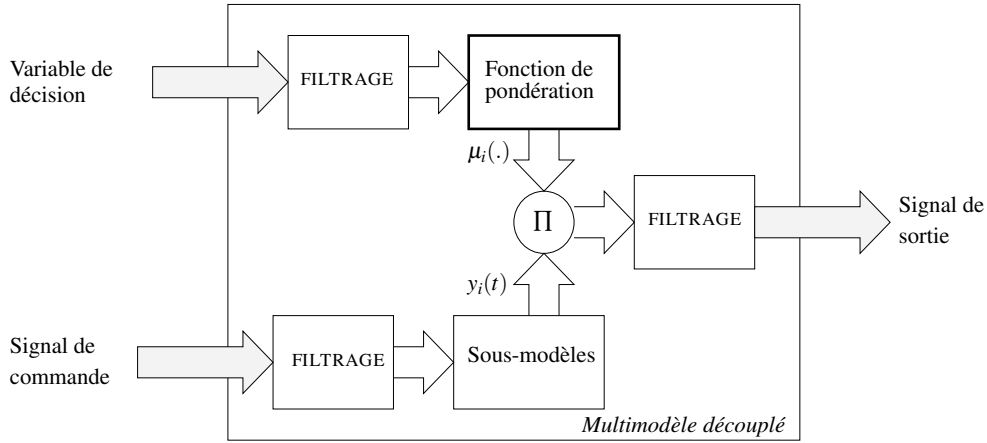 Variable de
décision
FILTRAGE
Fonction de
pondération
μi(.)
Π
FILTRAGE
Signal de
sortie
yi(t)
Signal de
commande
FILTRAGE
Sous-modèles
Multimodèle découplé